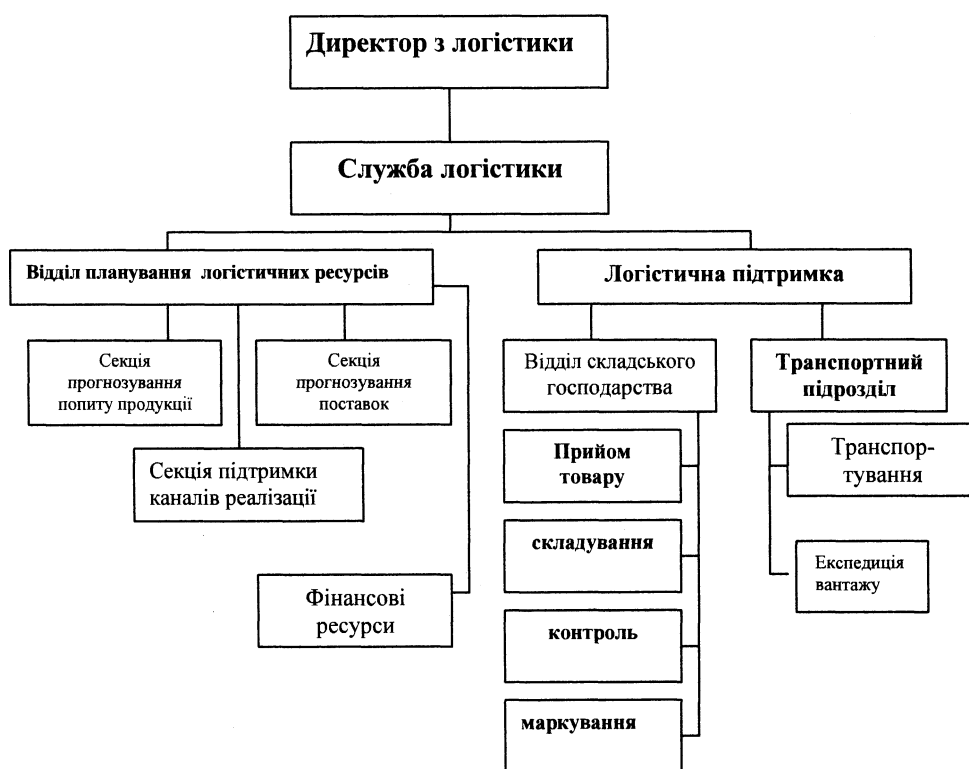 Директор з логістики
Служба логістики
Відділ планування логістичних ресурсів
Логістична підтримка
Секція
прогнозування
попиту продукції
Секція
прогнозування
поставок
Відділ складського
господарства
Транспортний
підрозділ
Секція підтримки
каналів реалізації
Прийом
товару
Транспор-
тування
складування
Експедиція
вантажу
Фінансові
ресурси
контроль
маркування